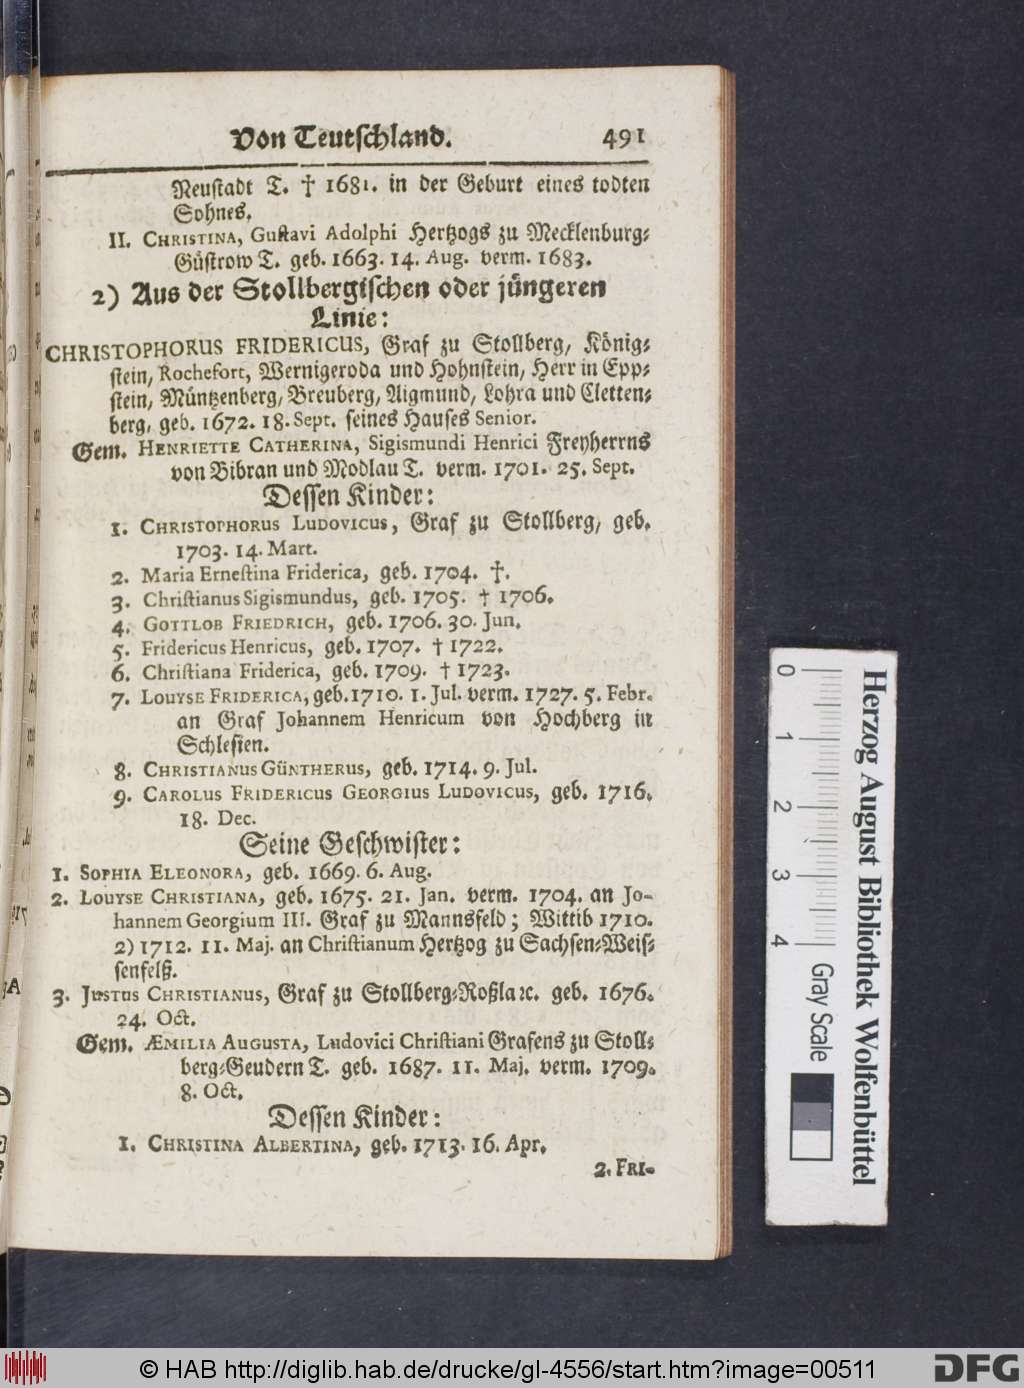 Von Teutschland. 491
Neustadt T. † 1681. in der Geburt eines todten
Sohnes.
II. CHRISTINA, Gustavi Adolphi Hertzogs zu Mecklenburg-
Güstrow T. geb. 1663. 14. Aug. verm. 1683.
2) Aus der Stollbergischen oder jüngeren
Linie:
CHRISTOPHORUS FRIDERICUS, Graf zu Stollberg, König-
stein, Rochefort, Wernigeroda und Hohnstein, Herr in Epp-
stein, Müntzenberg, Breuberg, Aigmund, Lohra und Cletten-
berg, geb. 1672. 18. Sept. seines Hauses Senior.
Gem. HENRIETTE CATHERINA, Sigismundi Henrici Freyherrns
von Bibran und Modlau T. verm. 1701. 25. Sept.
Dessen Kinder:
1. CHRISTOPHORUS LUDOVICUS, Graf zu Stollberg, geb.
1703. 14. Mart.
2. Maria Ernestina Friderica, geb. 1704. †.
3. Christianus Sigismundus, geb. 1705. † 1706.
4. GOTTLOB FRIEDRICH, geb. 1706. 30. Jun.
5. Fridericus Henricus, geb. 1707. † 1722.
6. Christiana Friderica, geb. 1709. † 1723.
7. LOUYSE FRIDERICA, geb. 1710. 1. Jul. verm. 1727. 5. Febr.
an Graf Johannem Henricum von Hochberg in
Schlesien.
8. CHRISTIANUS GÜNTHERUS, geb. 1714. 9. Jul.
9. CAROLUS FRIDERICUS GEORGIUS LUDOVICUS, geb. 1716.
18. Dec.
Seine Geschwister:
1. SOPHIA ELEONORA, geb. 1669. 6. Aug.
2. LOUYSE CHRISTIANA, geb. 1675. 21. Jan. verm. 1704. an Jo-
hannem Georgium III. Graf zu Mannsfeld; Wittib 1710.
2) 1712. 11. Maj. an Christianum Hertzog zu Sachsen-Weis-
senfelß.
3. JUSTUS CHRISTIANUS, Graf zu Stollberg-Roßla ꝛc. geb. 1676.
24. Oct.
Gem. ÆMILIA AUGUSTA, Ludovici Christiani Grafens zu Stoll-
berg-Geudern T. geb. 1687. 11. Maj. verm. 1709.
8. Oct.
Dessen Kinder:
1. CHRISTINA ALBERTINA, geb. 1713. 16. Apr.
2. FRI-
0 1 2 3 4
Herzog August Bibliothek Wolfenbüttel
Gray Scale
© HAB http://diglib.hab.de/drucke/gl-4556/start.htm?image=00511
DFG